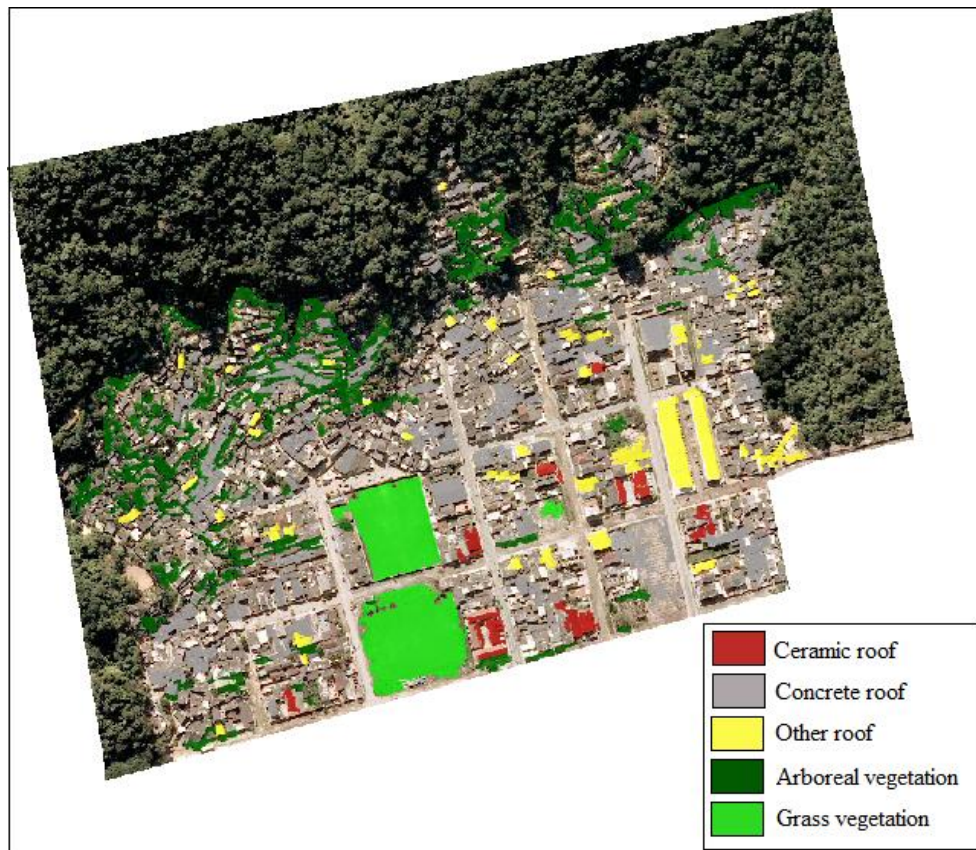 Ceramic roof
Concrete roof
Other roof
Arboreal vegetation
Grass vegetation